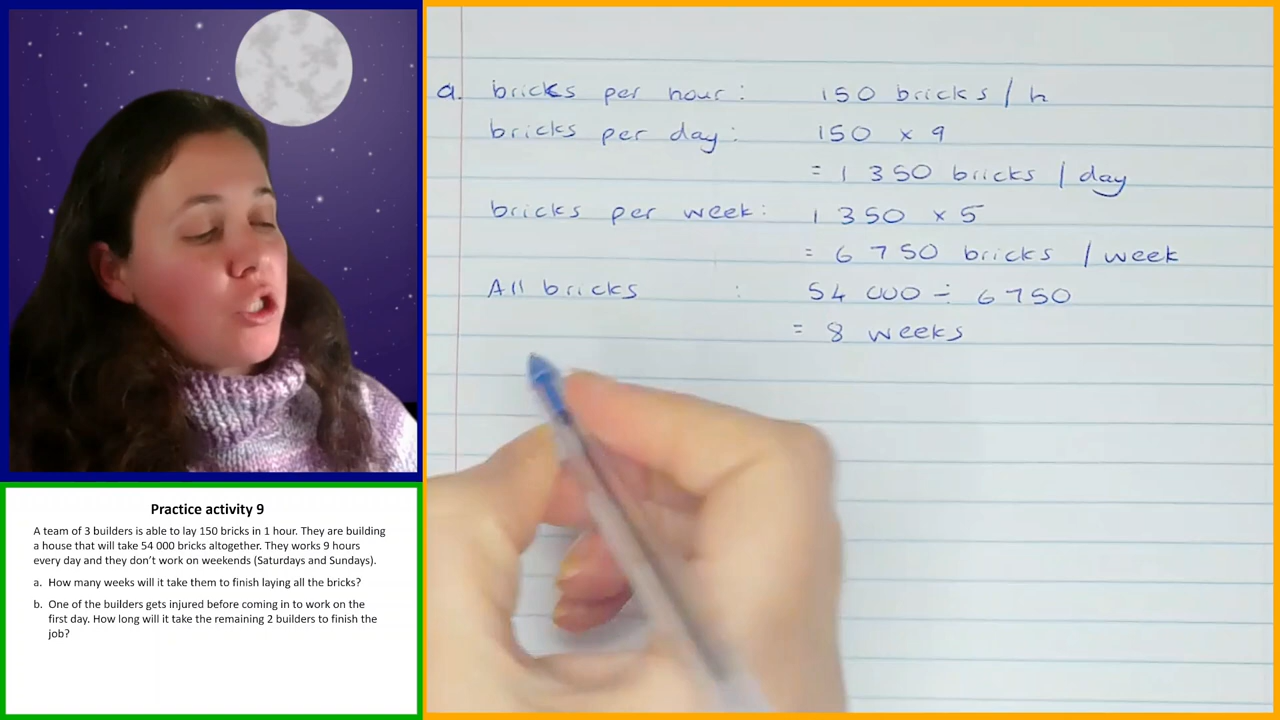 a. bricks per hour: 150 bricks / h
bricks per day: 150 x 9
= 1 350 bricks / day
bricks per week: 1 350 x 5
= 6 750 bricks / week
All bricks : 54 000 ÷ 6 750
= 8 weeks
Practice activity 9
A team of 3 builders is able to lay 150 bricks in 1 hour. They are building
a house that will take 54 000 bricks altogether. They works 9 hours
every day and they don’t work on weekends (Saturdays and Sundays).
a. How many weeks will it take them to finish laying all the bricks?
b. One of the builders gets injured before coming in to work on the
first day. How long will it take the remaining 2 builders to finish the
job?